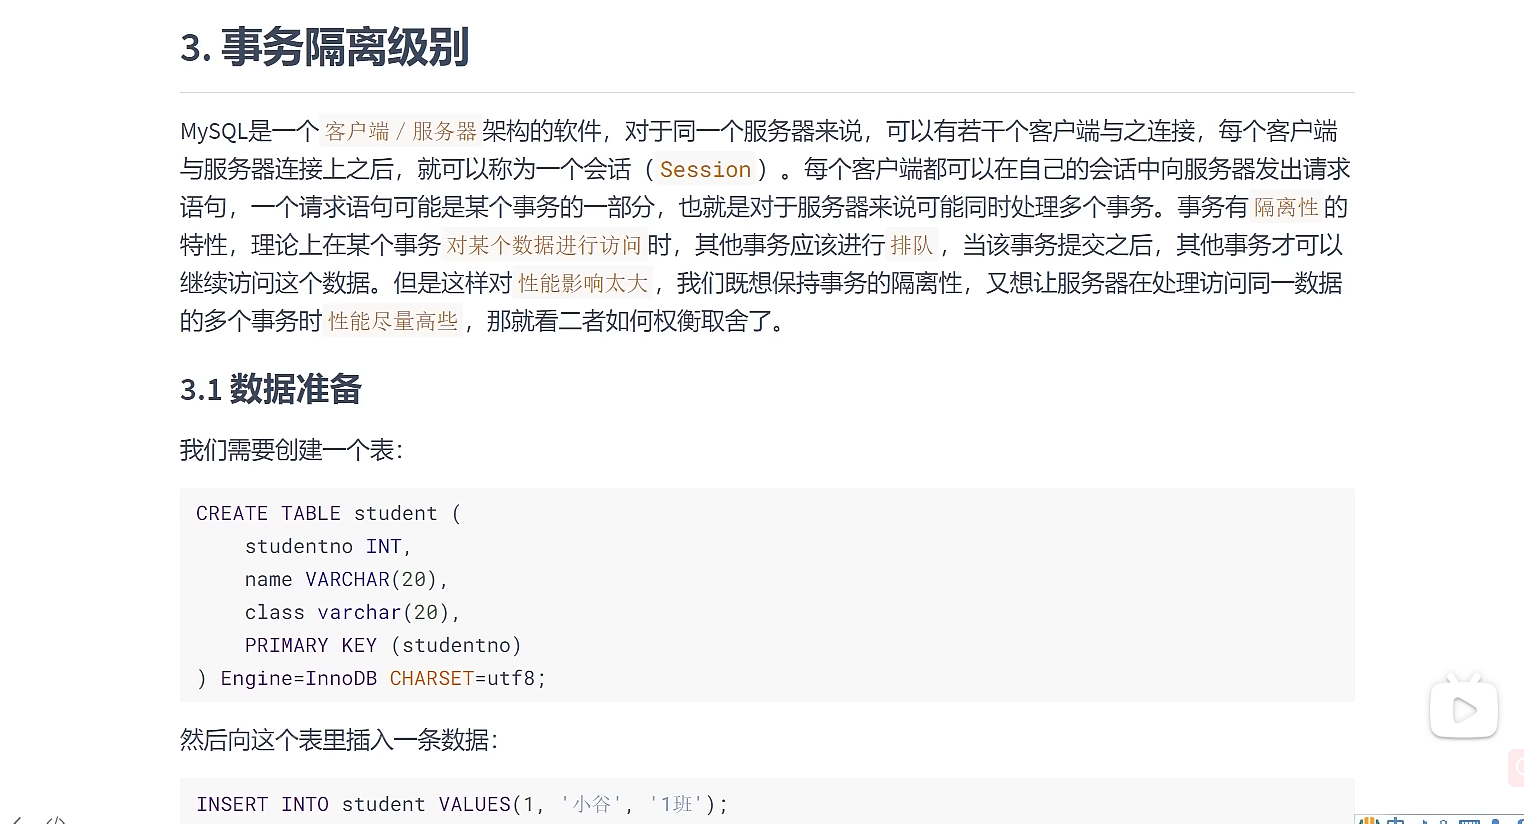 3. 事务隔离级别
MySQL是一个 客户端／服务器 架构的软件，对于同一个服务器来说，可以有若干个客户端与之连接，每个客户端
与服务器连接上之后，就可以称为一个会话（ Session ）。每个客户端都可以在自己的会话中向服务器发出请求
语句，一个请求语句可能是某个事务的一部分，也就是对于服务器来说可能同时处理多个事务。事务有 隔离性 的
特性，理论上在某个事务 对某个数据进行访问 时，其他事务应该进行 排队 ，当该事务提交之后，其他事务才可以
继续访问这个数据。但是这样对 性能影响太大 ，我们既想保持事务的隔离性，又想让服务器在处理访问同一数据
的多个事务时 性能尽量高些 ，那就看二者如何权衡取舍了。
3.1 数据准备
我们需要创建一个表：
CREATE TABLE student (
    studentno INT,
    name VARCHAR(20),
    class varchar(20),
    PRIMARY KEY (studentno)
) Engine=InnoDB CHARSET=utf8;
然后向这个表里插入一条数据：
INSERT INTO student VALUES(1, '小谷', '1班');